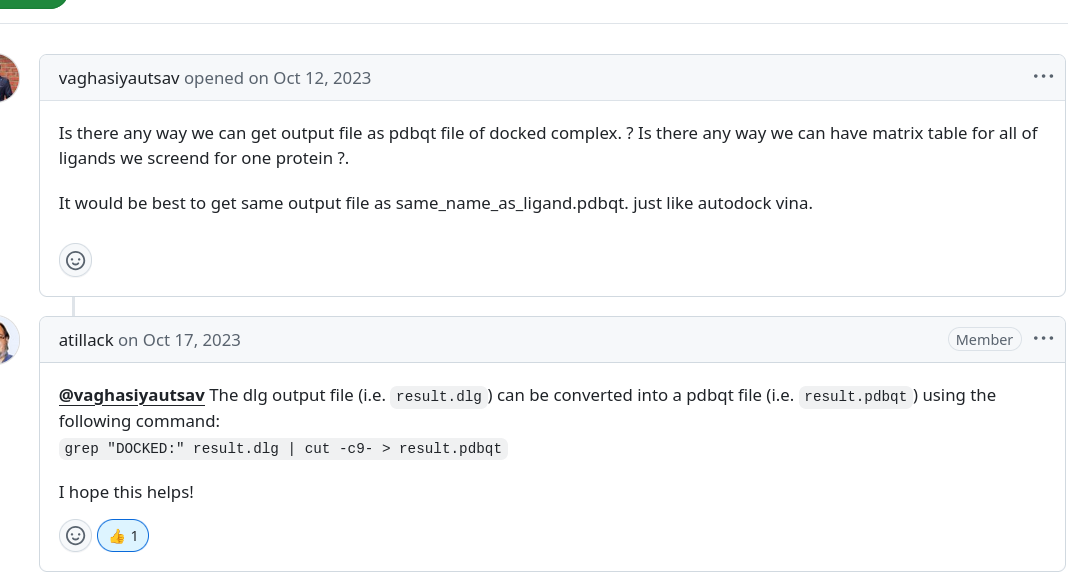 vaghasiyautsav opened on Oct 12, 2023
Is there any way we can get output file as pdbqt file of docked complex. ? Is there any way we can have matrix table for all of
ligands we screend for one protein ?.
It would be best to get same output file as same_name_as_ligand.pdbqt. just like autodock vina.
atillack on Oct 17, 2023 Member
@vaghasiyautsav The dlg output file (i.e. result.dlg) can be converted into a pdbqt file (i.e. result.pdbqt ) using the
following command:
grep "DOCKED:" result.dlg | cut -c9- > result.pdbqt
I hope this helps!
👍 1